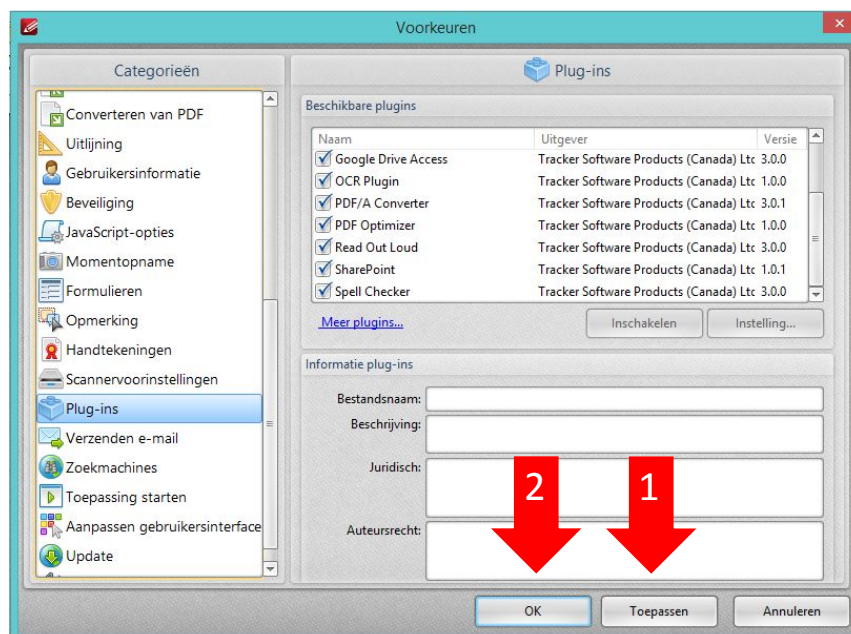 Voorkeuren
Categorieën
Converteren van PDF
Uitlijning
Gebruikersinformatie
Beveiliging
JavaScript-opties
Momentopname
Formulieren
Opmerking
Handtekeningen
Scannervoorinstellingen
Plug-ins
Verzenden e-mail
Zoekmachines
Toepassing starten
Aanpassen gebruikersinterface
Update
Plug-ins
Beschikbare plugins
Naam Uitgever Versie
Google Drive Access Tracker Software Products (Canada) Ltc 3.0.0
OCR Plugin Tracker Software Products (Canada) Ltc 1.0.0
PDF/A Converter Tracker Software Products (Canada) Ltc 3.0.1
PDF Optimizer Tracker Software Products (Canada) Ltc 1.0.0
Read Out Loud Tracker Software Products (Canada) Ltc 3.0.0
SharePoint Tracker Software Products (Canada) Ltc 1.0.1
Spell Checker Tracker Software Products (Canada) Ltc 3.0.0
Meer plugins... Inschakelen Instelling...
Informatie plug-ins
Bestandsnaam:
Beschrijving:
Juridisch:
2 1
Auteursrecht:
OK Toepassen Annuleren